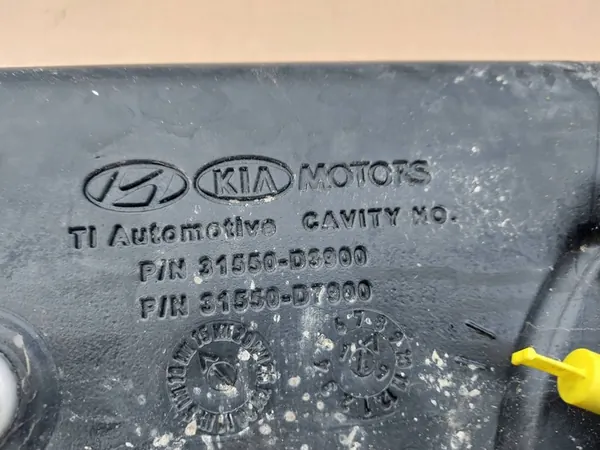 KIA MOTORS
TI Automotive CAVITY NO.
P/N 31550-D3900
P/N 31550-D7900